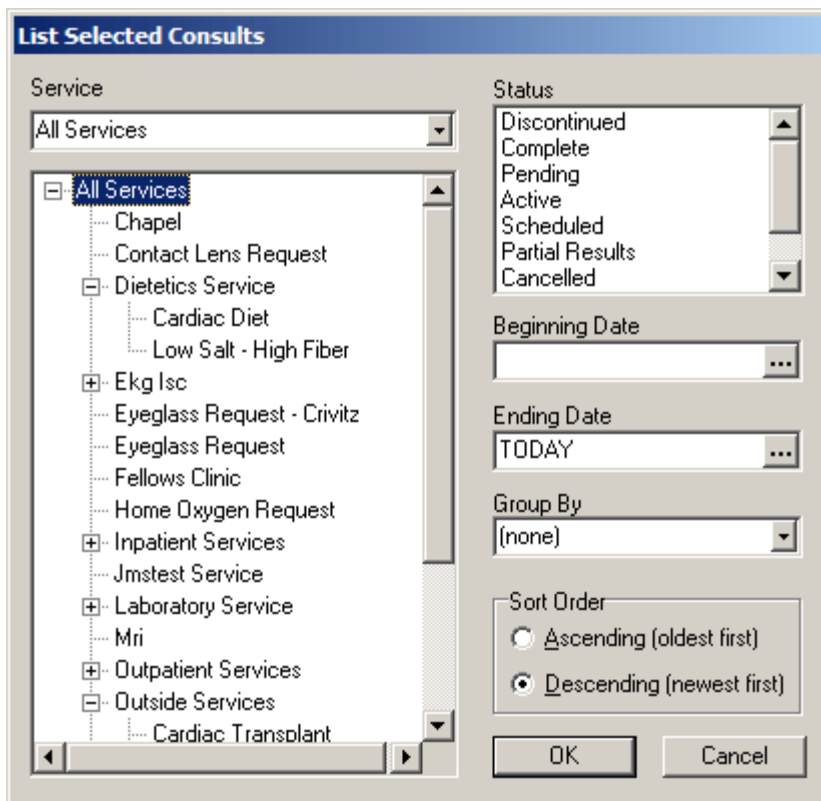 List Selected Consults
Service
All Services
All Services
Chapel
Contact Lens Request
Dietetics Service
Cardiac Diet
Low Salt - High Fiber
Ekg Isc
Eyeglass Request - Crivitz
Eyeglass Request
Fellows Clinic
Home Oxygen Request
Inpatient Services
Jmstest Service
Laboratory Service
Mri
Outpatient Services
Outside Services
Cardiac Transplant
Status
Discontinued
Complete
Pending
Active
Scheduled
Partial Results
Cancelled
Beginning Date
...
Ending Date
TODAY ...
Group By
(none)
Sort Order
Ascending (oldest first)
Descending (newest first)
OK Cancel